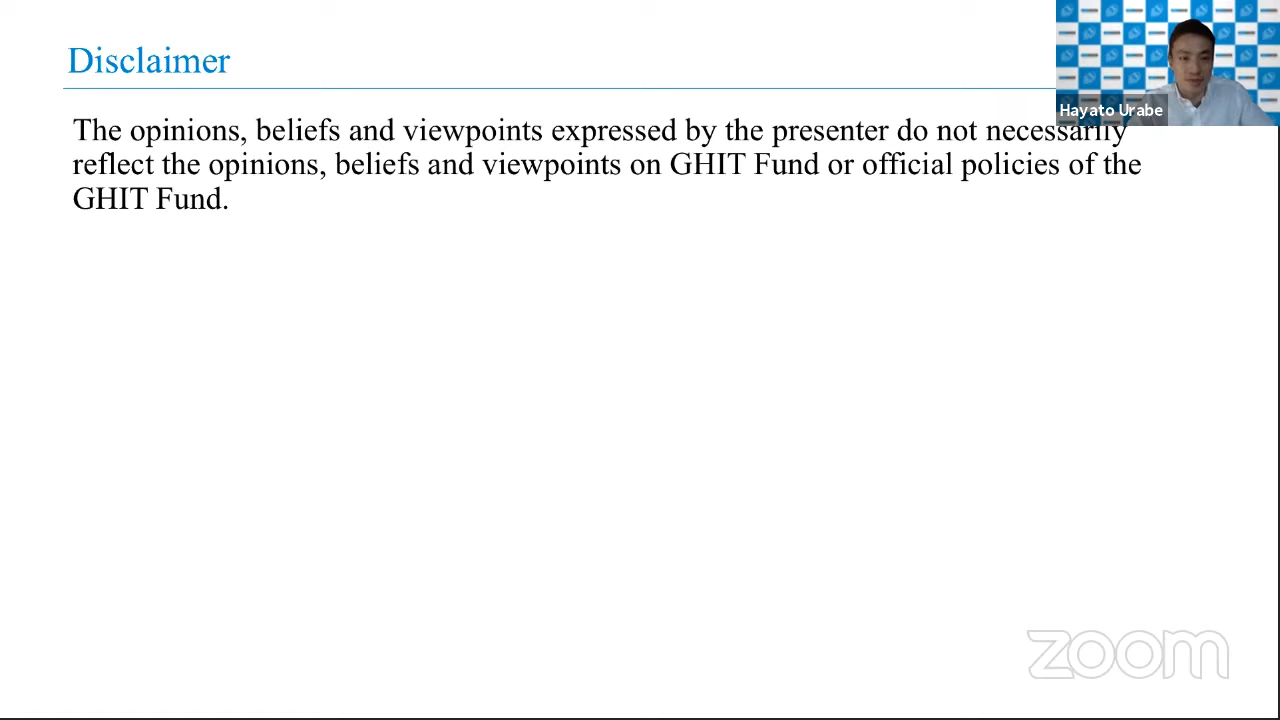 Disclaimer
Hayato Urabe
The opinions, beliefs and viewpoints expressed by the presenter do not necessarily
reflect the opinions, beliefs and viewpoints on GHIT Fund or official policies of the
GHIT Fund.
zoom